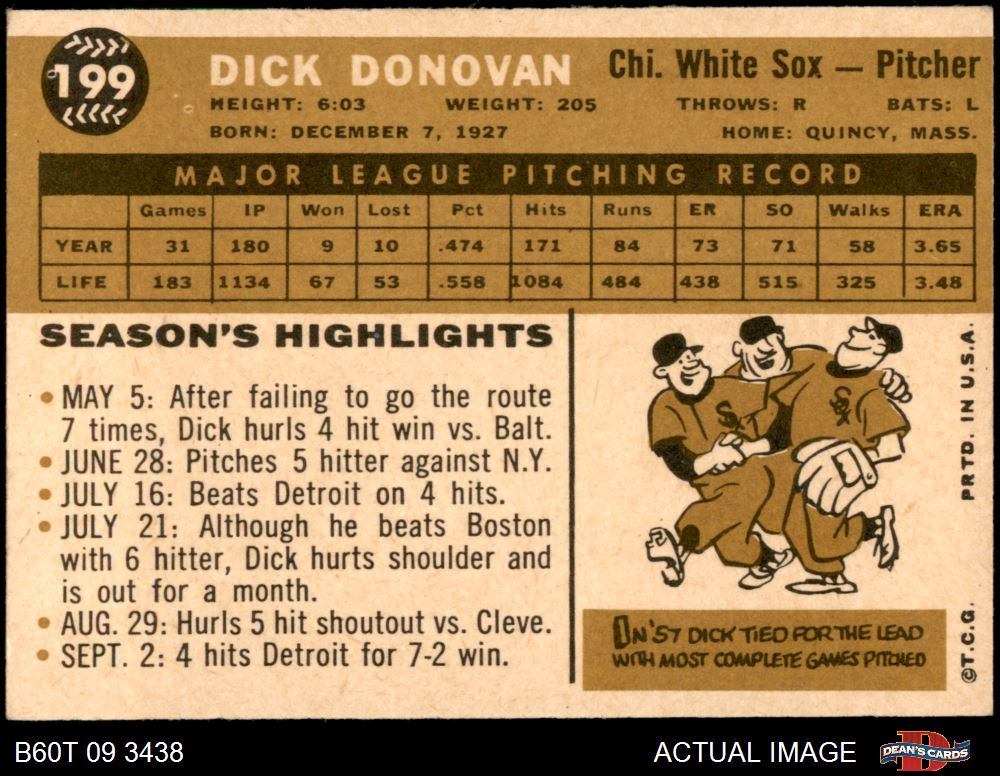 199
DICK DONOVAN
Chi. White Sox — Pitcher
HEIGHT: 6:03 WEIGHT: 205 THROWS: R BATS: L
BORN: DECEMBER 7, 1927 HOME: QUINCY, MASS.
MAJOR LEAGUE PITCHING RECORD
Games IP Won Lost Pct Hits Runs ER SO Walks ERA
YEAR 31 180 9 10 .474 171 84 73 71 58 3.65
LIFE 183 1134 67 53 .558 1084 484 438 515 325 3.48
SEASON'S HIGHLIGHTS
• MAY 5: After failing to go the route
7 times, Dick hurls 4 hit win vs. Balt.
• JUNE 28: Pitches 5 hitter against N.Y.
• JULY 16: Beats Detroit on 4 hits.
• JULY 21: Although he beats Boston
with 6 hitter, Dick hurts shoulder and
is out for a month.
• AUG. 29: Hurls 5 hit shoutout vs. Cleve.
• SEPT. 2: 4 hits Detroit for 7-2 win.
SOX
SOX
IN '57 DICK TIED FOR THE LEAD
WITH MOST COMPLETE GAMES PITCHED
©T.C.G. PRTD. IN U.S.A.
B60T 09 3438
ACTUAL IMAGE
D
DEAN'S CARDS